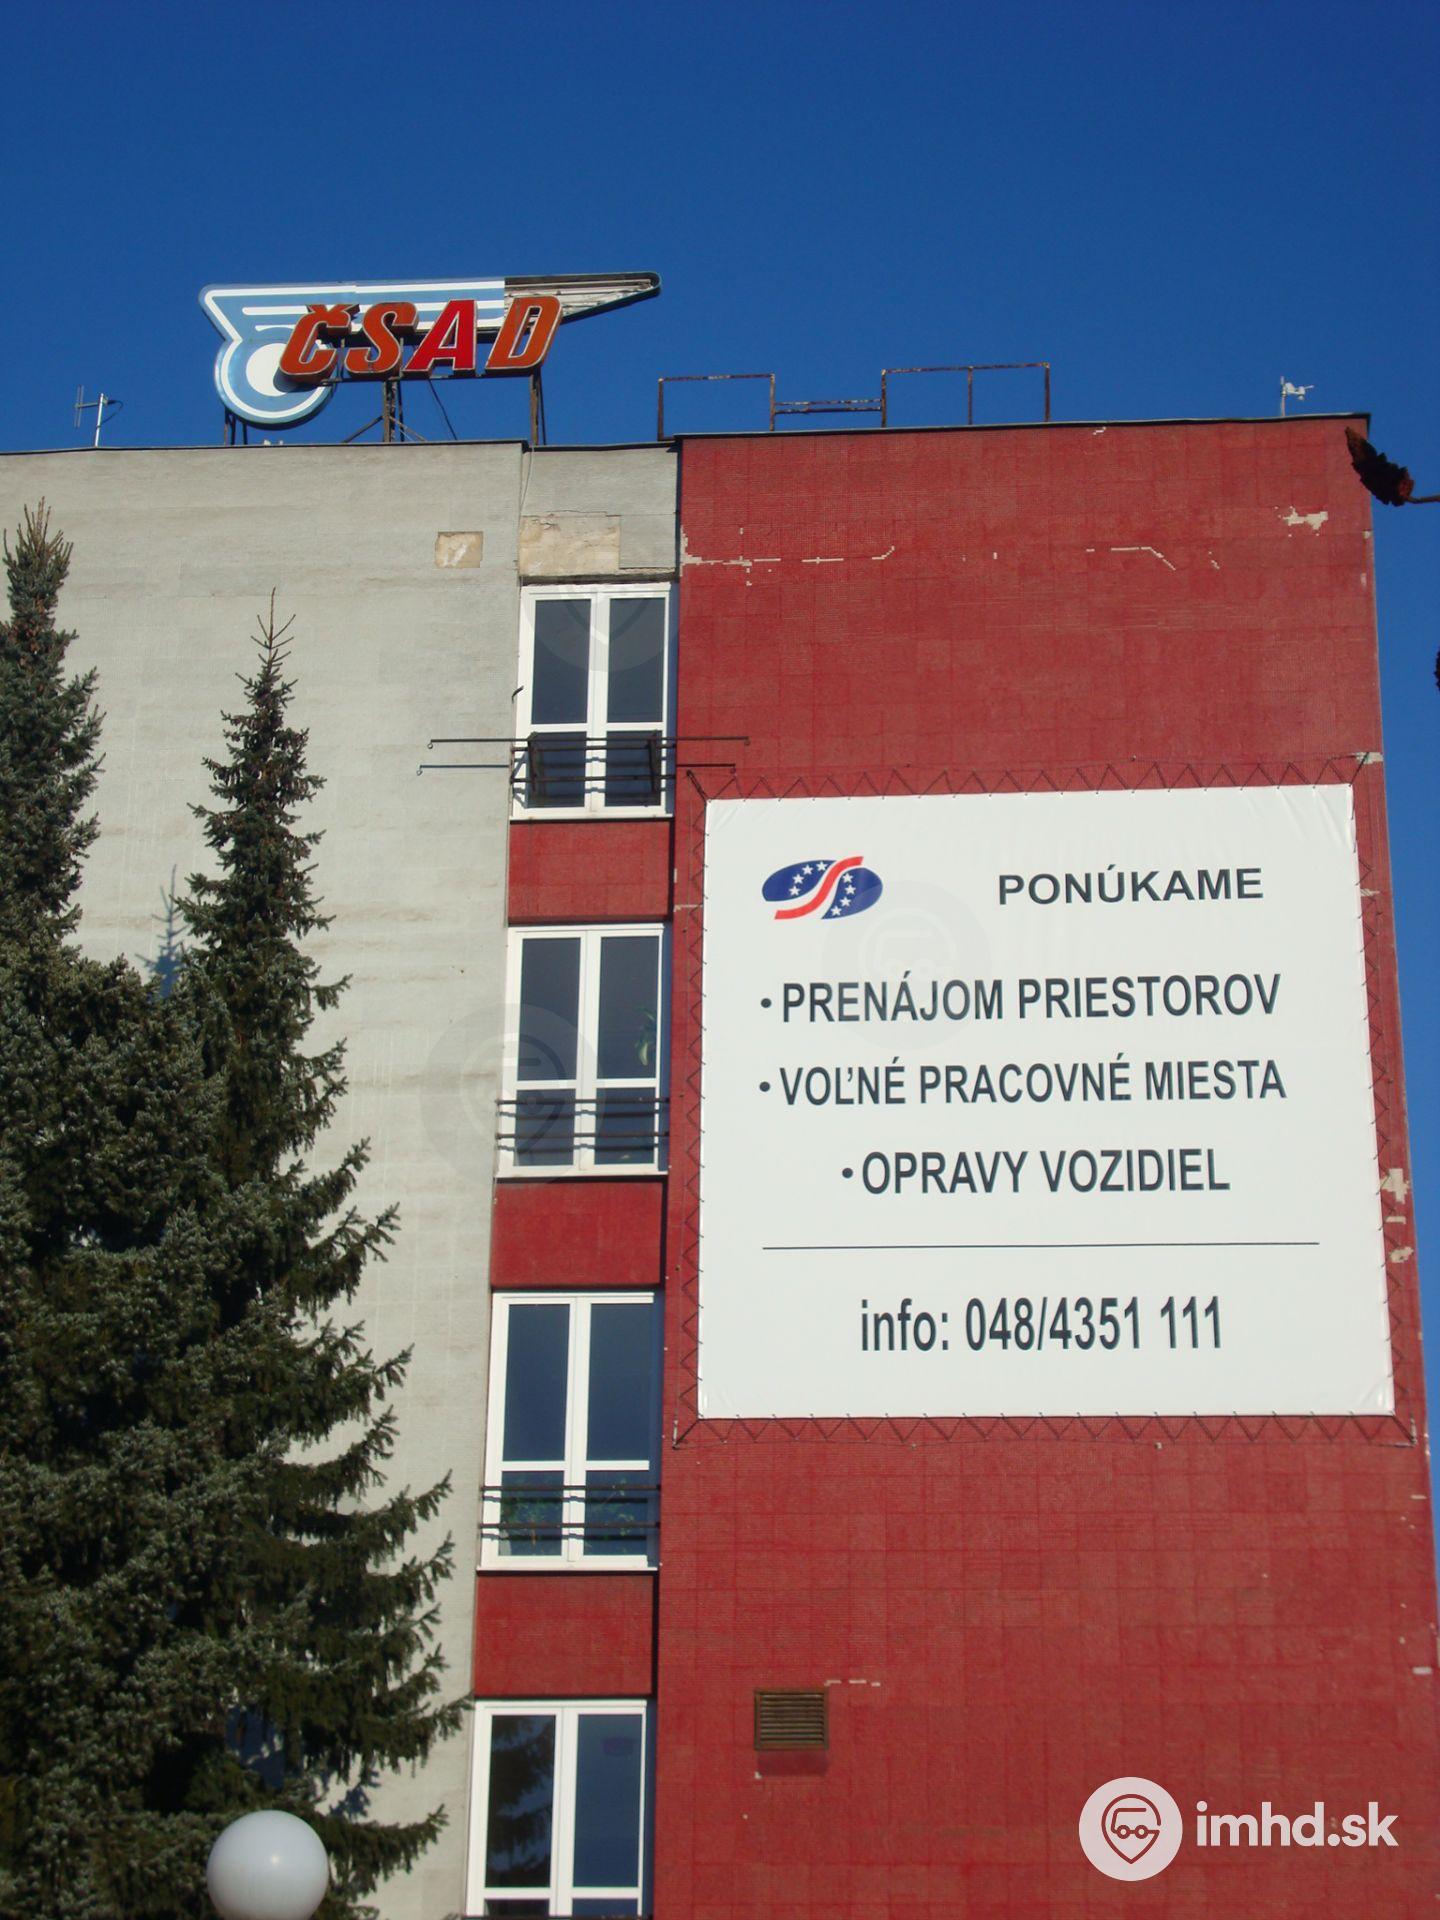 ČSAD
PONÚKAME
• PRENÁJOM PRIESTOROV
• VOĽNÉ PRACOVNÉ MIESTA
• OPRAVY VOZIDIEL
info: 048/4351 111
imhd.sk